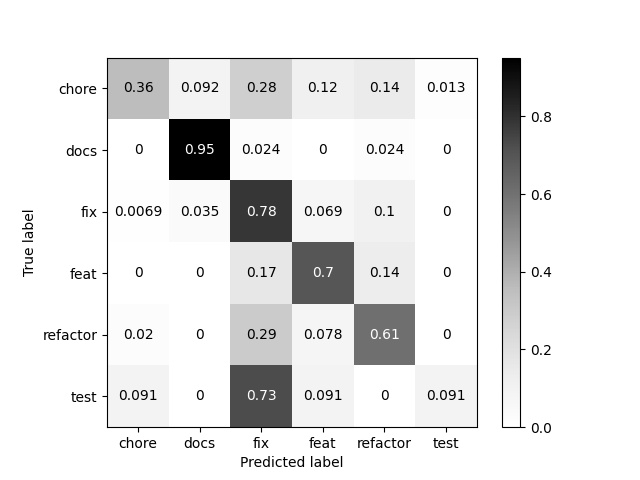 chore 0.36 0.092 0.28 0.12 0.14 0.013
docs 0 0.95 0.024 0 0.024 0
fix 0.0069 0.035 0.78 0.069 0.1 0
feat 0 0 0.17 0.7 0.14 0
refactor 0.02 0 0.29 0.078 0.61 0
test 0.091 0 0.73 0.091 0 0.091
chore docs fix feat refactor test
Predicted label
True label
0.8
0.6
0.4
0.2
0.0